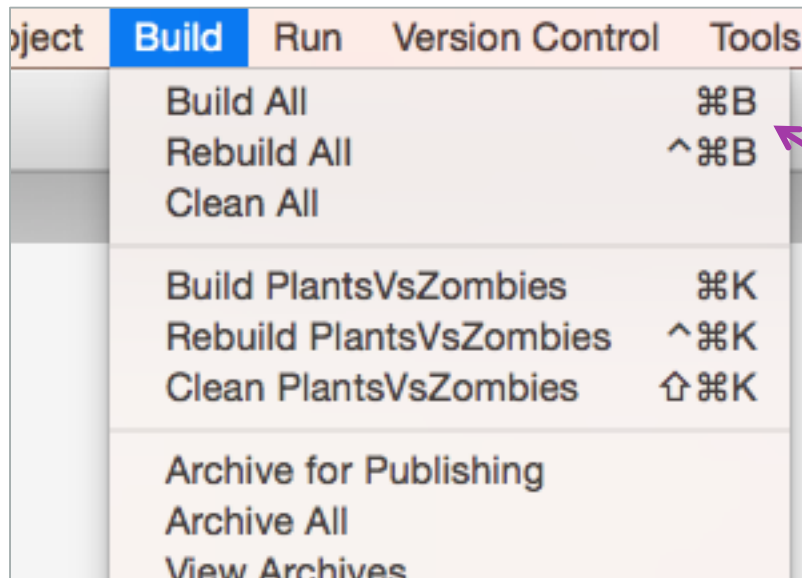 oject Build Run Version Control Tools
Build All ⌘B
Rebuild All ^⌘B
Clean All
Build PlantsVsZombies ⌘K
Rebuild PlantsVsZombies ^⌘K
Clean PlantsVsZombies ⇧⌘K
Archive for Publishing
Archive All
View Archives